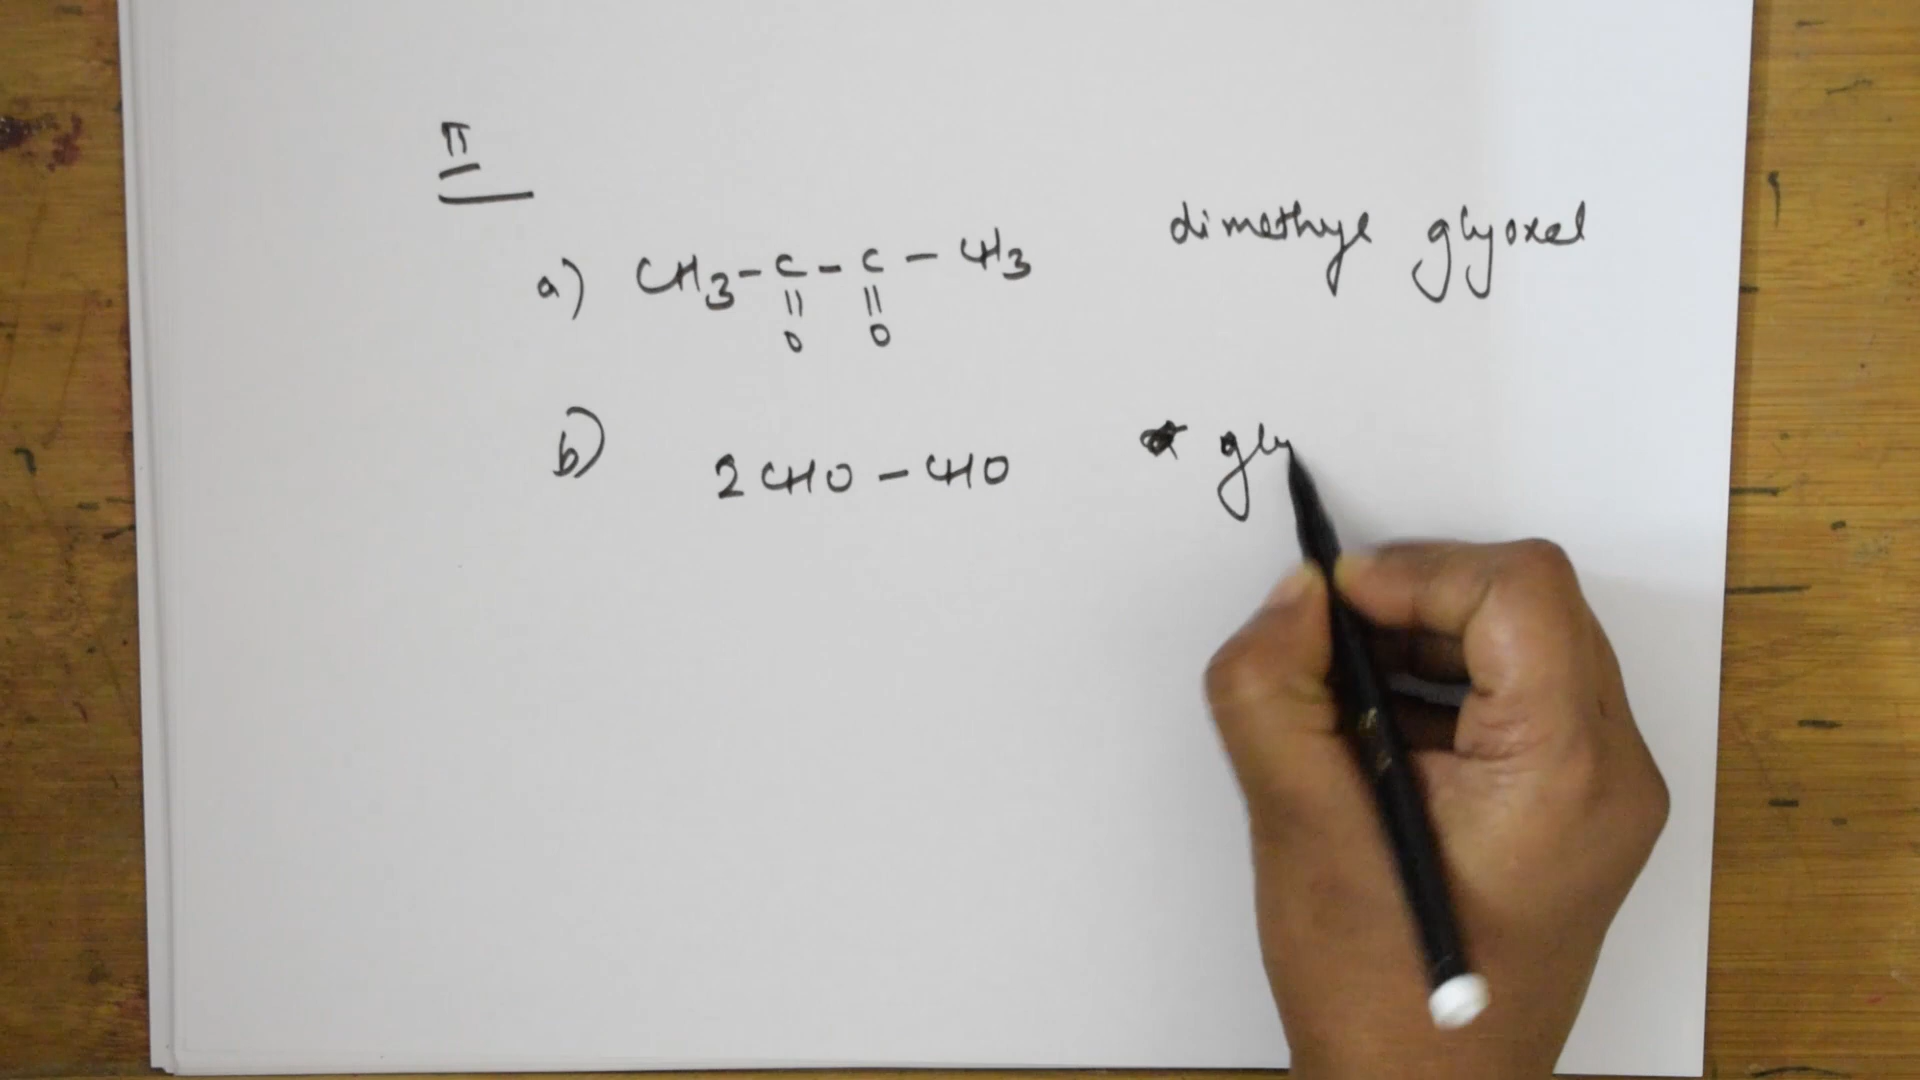 II
a) CH3-C-C-CH3 dimethyl glyoxal
|| ||
O O
b) 2 CHO-CHO gly